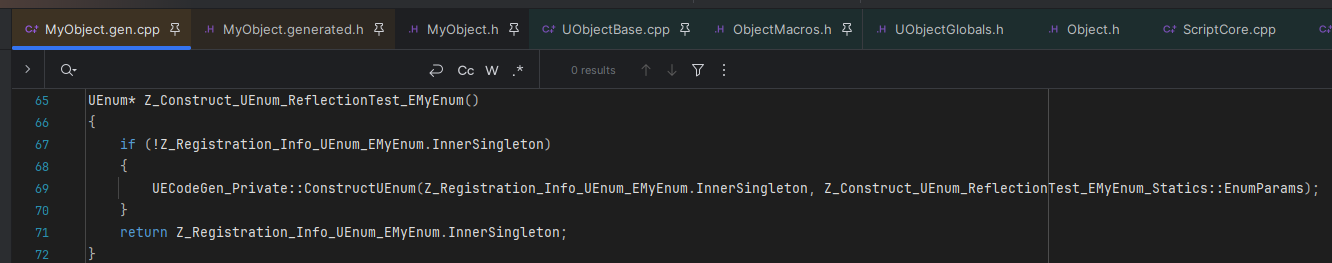 MyObject.gen.cpp MyObject.generated.h MyObject.h UObjectBase.cpp ObjectMacros.h UObjectGlobals.h Object.h ScriptCore.cpp
Cc W .* 0 results
65 UEnum* Z_Construct_UEnum_ReflectionTest_EMyEnum()
66 {
67 if (!Z_Registration_Info_UEnum_EMyEnum.InnerSingleton)
68 {
69 UECodeGen_Private::ConstructUEnum(Z_Registration_Info_UEnum_EMyEnum.InnerSingleton, Z_Construct_UEnum_ReflectionTest_EMyEnum_Statics::EnumParams);
70 }
71 return Z_Registration_Info_UEnum_EMyEnum.InnerSingleton;
72 }